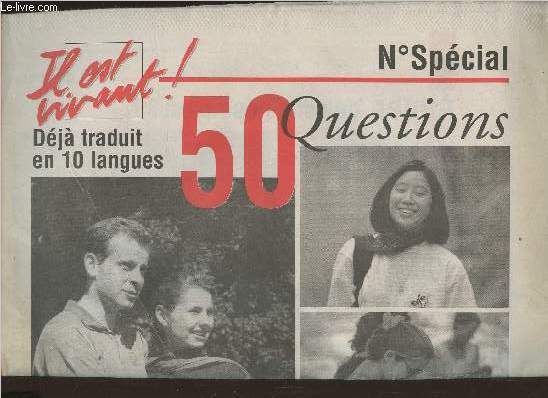 Le-livre.com
Il est
vivant!
N°Spécial
50 Questions
Déjà traduit
en 10 langues